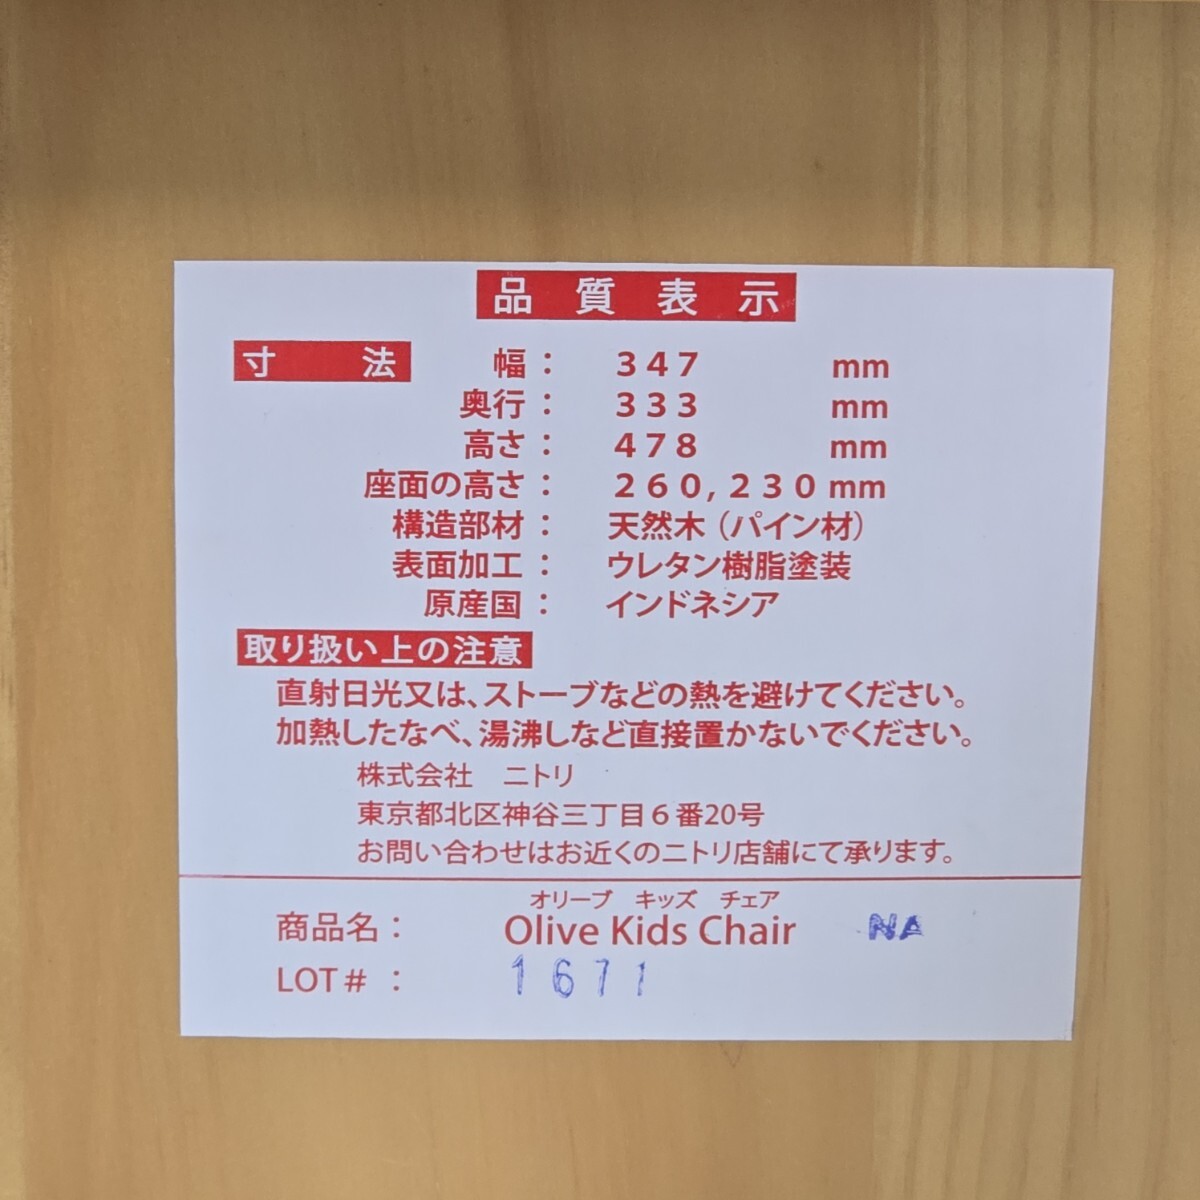 品質表示
寸法 幅： 347 mm
奥行： 333 mm
高さ： 478 mm
座面の高さ： 260,230 mm
構造部材： 天然木（パイン材）
表面加工： ウレタン樹脂塗装
原産国： インドネシア
取り扱い上の注意
直射日光又は、ストーブなどの熱を避けてください。
加熱したなべ、湯沸しなど直接置かないでください。
株式会社 ニトリ
東京都北区神谷三丁目6番20号
お問い合わせはお近くのニトリ店舗にて承ります。
オリーブ キッズ チェア
商品名： Olive Kids Chair NA
LOT#： 1671